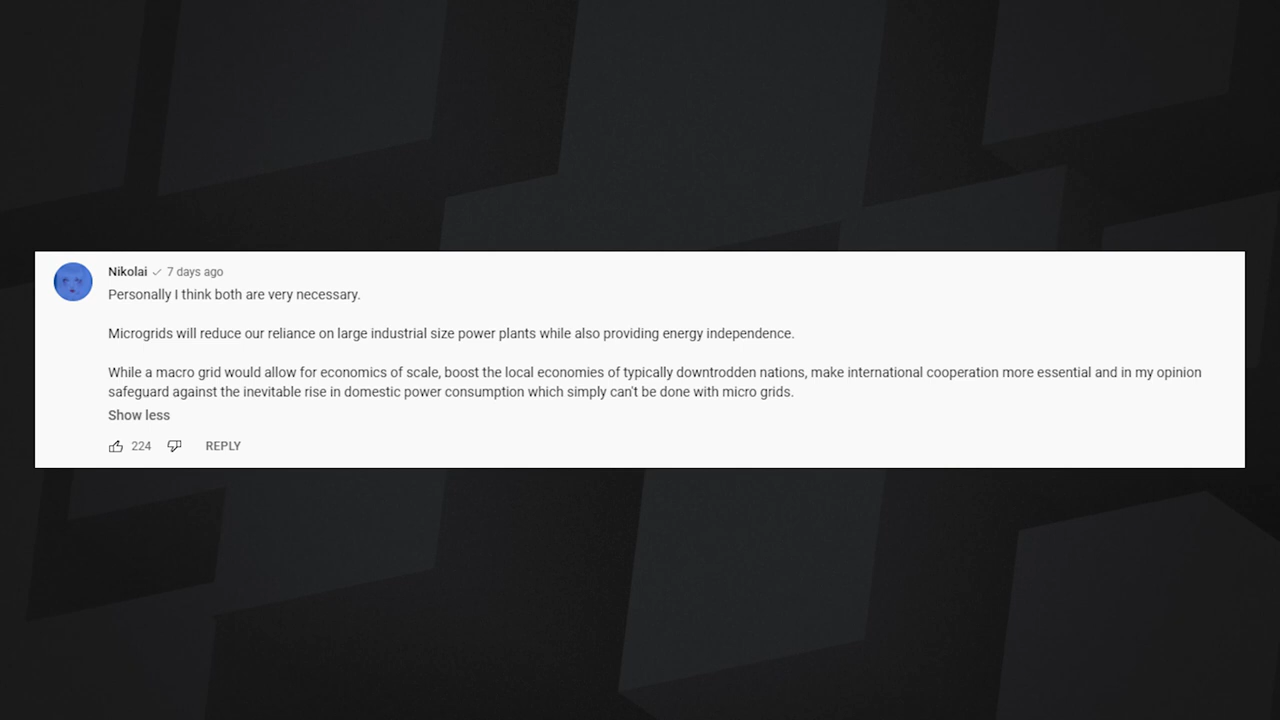 Nikolai 7 days ago
Personally I think both are very necessary.
Microgrids will reduce our reliance on large industrial size power plants while also providing energy independence.
While a macro grid would allow for economics of scale, boost the local economies of typically downtrodden nations, make international cooperation more essential and in my opinion
safeguard against the inevitable rise in domestic power consumption which simply can't be done with micro grids.
Show less
224 REPLY